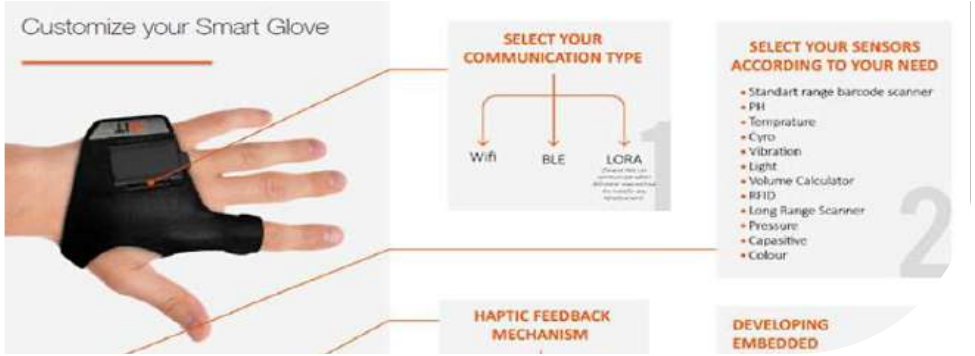 Customize your Smart Glove
SELECT YOUR
COMMUNICATION TYPE
Wifi
BLE
LORA
1
SELECT YOUR SENSORS
ACCORDING TO YOUR NEED
Standart range barcode scanner
PH
Temprature
Cyro
Vibration
Light
Volume Calculator
RFID
Long Range Scanner
Pressure
Capasitive
Colour
2
HAPTIC FEEDBACK
MECHANISM
DEVELOPING
EMBEDDED